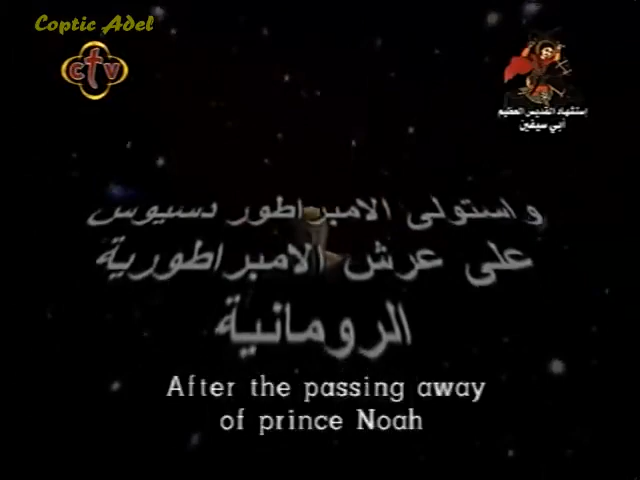 Coptic Adel
CTV
إستشهاد القديس العظيم
أبي سيفين
واستولى الامبراطور دسيوس
على عرش الامبراطورية
الرومانية
After the passing away
of prince Noah